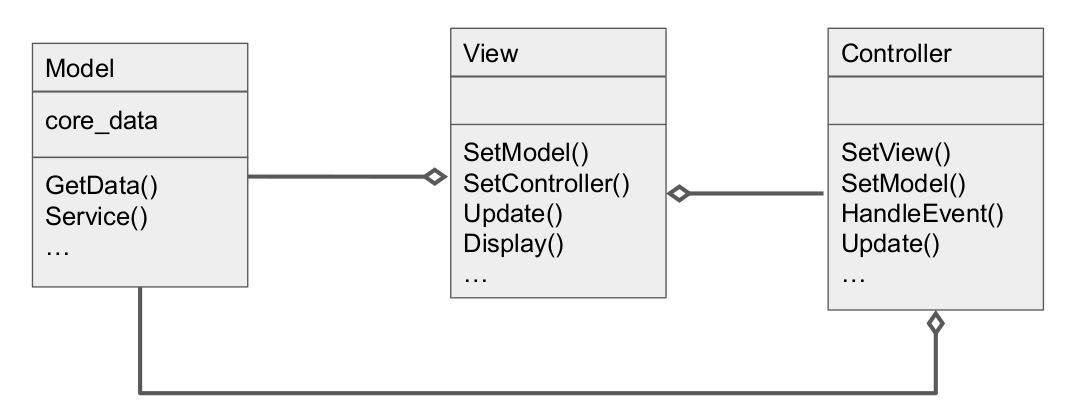 Model
core_data
GetData()
Service()
…
View
SetModel()
SetController()
Update()
Display()
…
Controller
SetView()
SetModel()
HandleEvent()
Update()
…